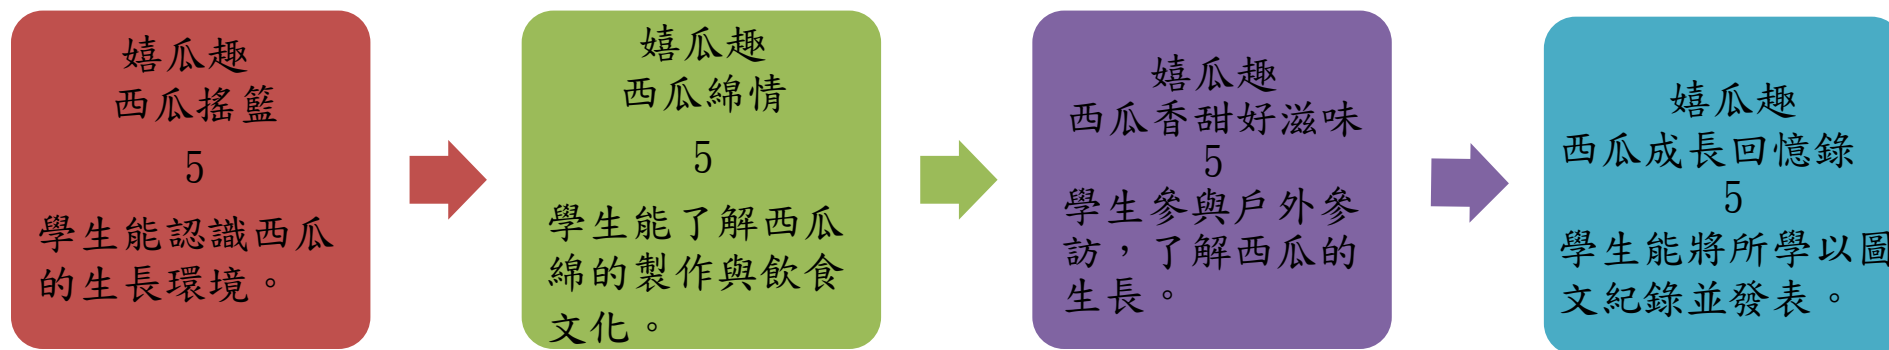 嬉瓜趣
西瓜搖籃
5
學生能認識西瓜
的生長環境。
嬉瓜趣
西瓜綿情
5
學生能了解西瓜
綿的製作與飲食
文化。
嬉瓜趣
西瓜香甜好滋味
5
學生參與戶外參
訪，了解西瓜的
生長。
嬉瓜趣
西瓜成長回憶錄
5
學生能將所學以圖
文紀錄並發表。